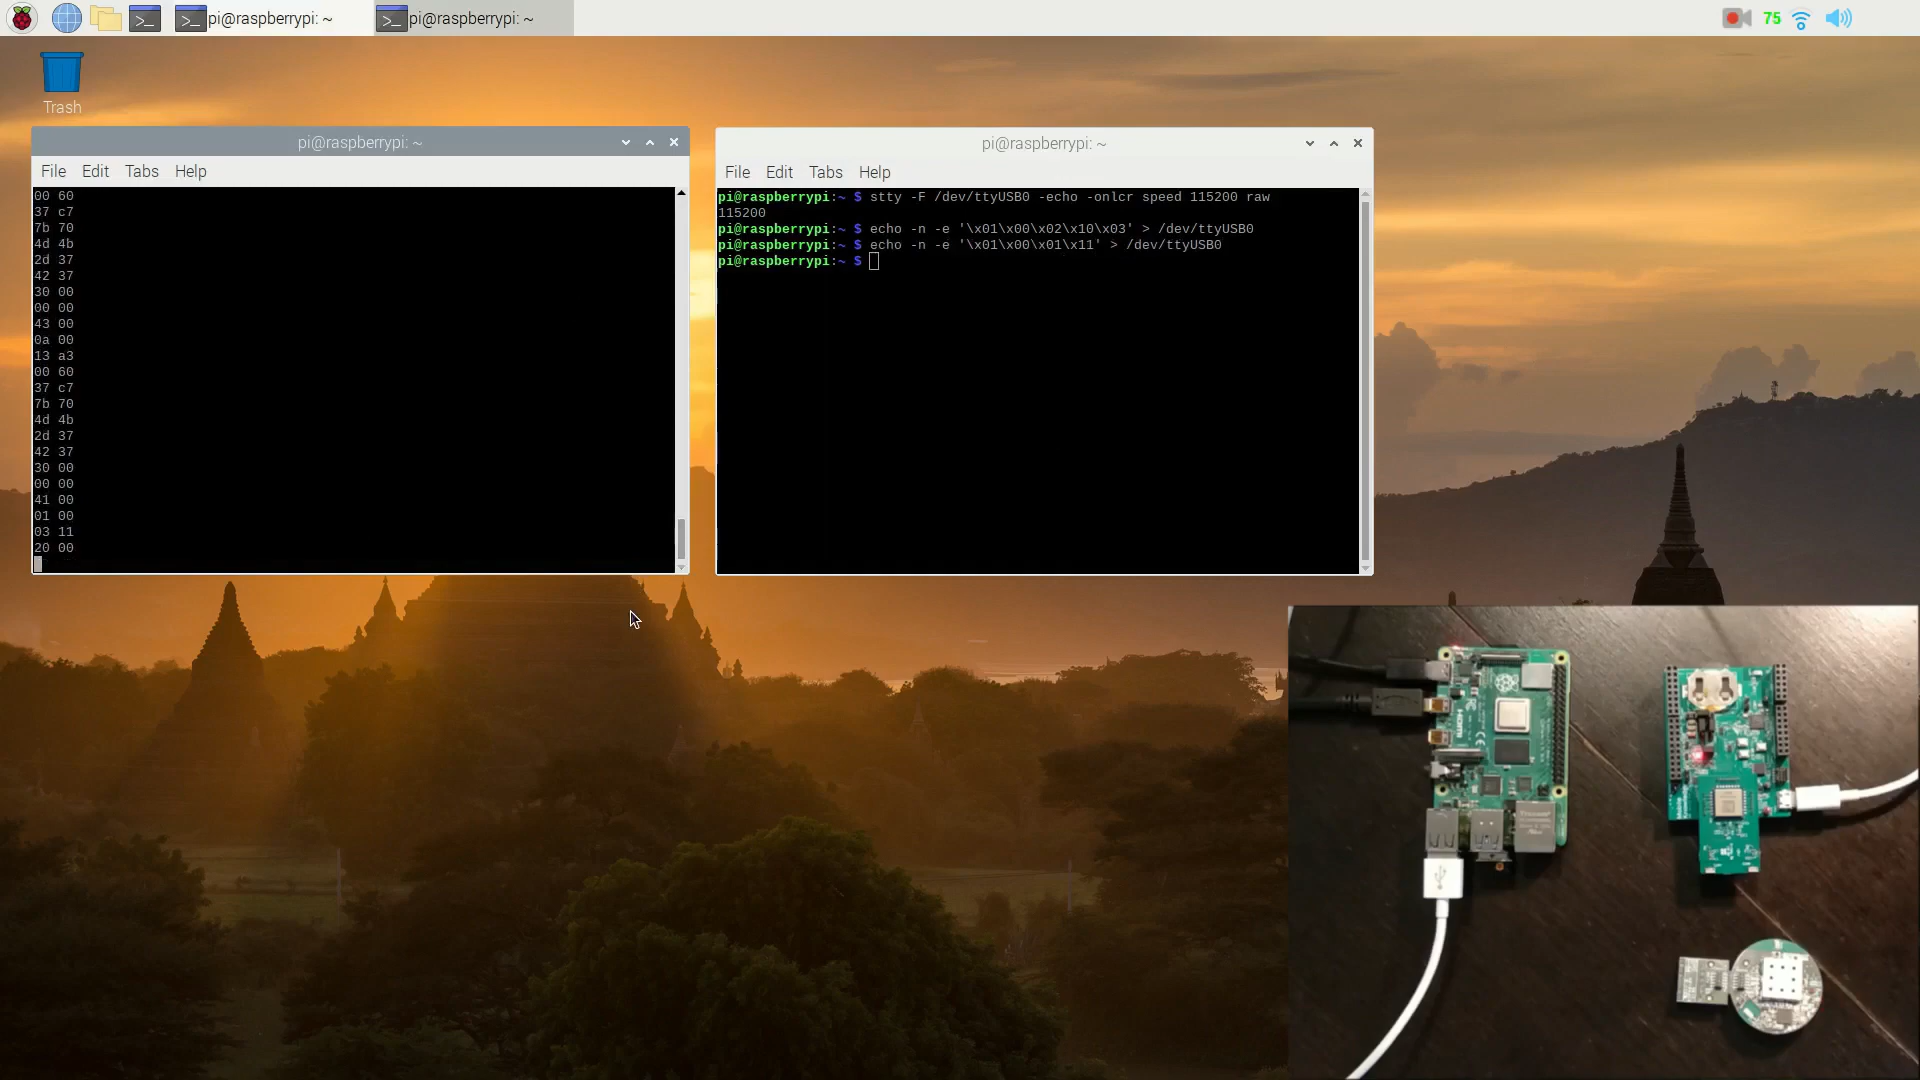 pi@raspberrypi: ~
pi@raspberrypi: ~
75
Trash
pi@raspberrypi: ~
File Edit Tabs Help
00 60
37 c7
7b 70
4d 4b
2d 37
42 37
30 00
00 00
43 00
0a 00
13 a3
00 60
37 c7
7b 70
4d 4b
2d 37
42 37
30 00
00 00
41 00
01 00
03 11
20 00
pi@raspberrypi: ~
File Edit Tabs Help
pi@raspberrypi:~ $ stty -F /dev/ttyUSB0 -echo -onlcr speed 115200 raw
115200
pi@raspberrypi:~ $ echo -n -e '\x01\x00\x02\x10\x03' > /dev/ttyUSB0
pi@raspberrypi:~ $ echo -n -e '\x01\x00\x01\x11' > /dev/ttyUSB0
pi@raspberrypi:~ $
HDMI